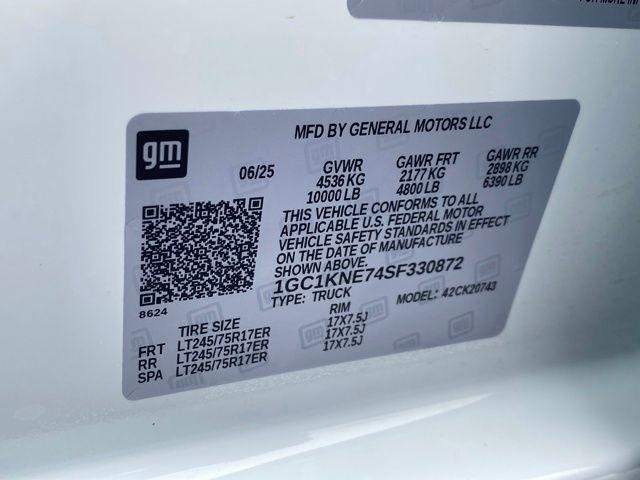 gm
MFD BY GENERAL MOTORS LLC
06/25
GVWR GAWR FRT GAWR RR
4536 KG 2177 KG 2898 KG
10000 LB 4800 LB 6390 LB
THIS VEHICLE CONFORMS TO ALL
APPLICABLE U.S. FEDERAL MOTOR
VEHICLE SAFETY STANDARDS IN EFFECT
ON THE DATE OF MANUFACTURE
SHOWN ABOVE.
1GC1KNE74SF330872
TYPE: TRUCK MODEL: 42CK20743
8624
TIRE SIZE RIM
FRT LT245/75R17ER 17X7.5J
RR LT245/75R17ER 17X7.5J
SPA LT245/75R17ER 17X7.5J